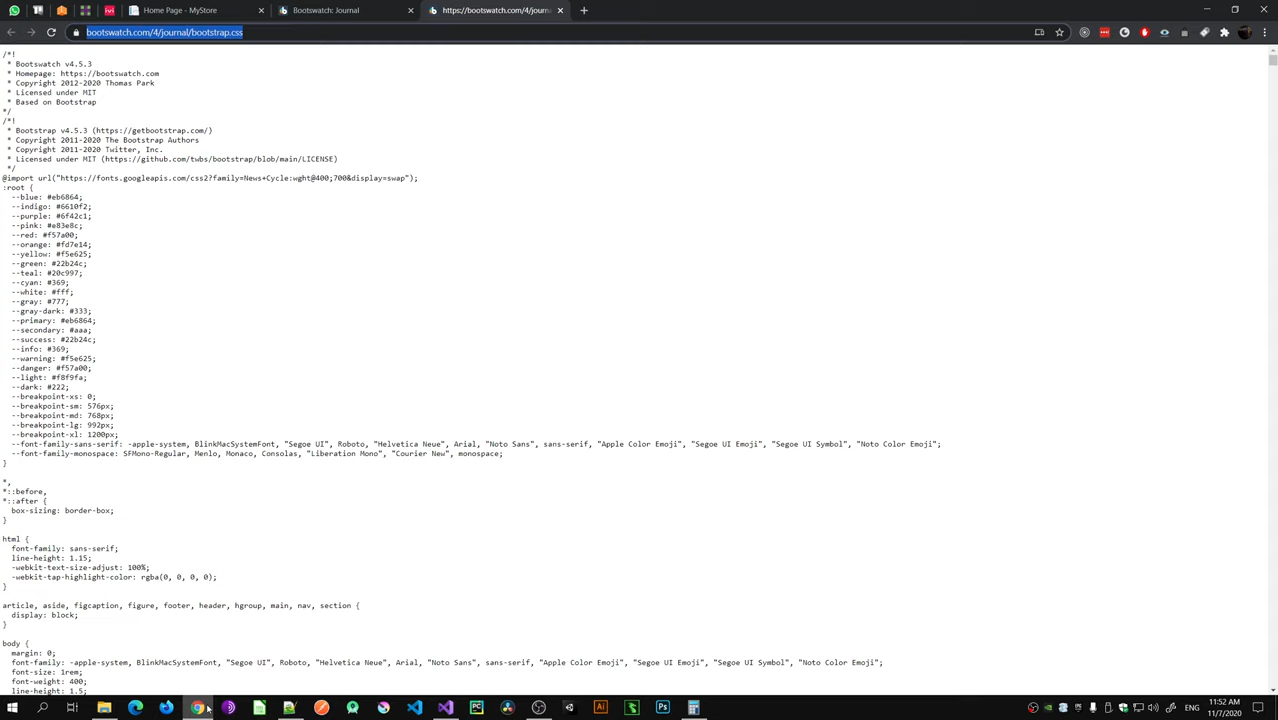 Home Page - MyStore
Bootswatch: Journal
https://bootswatch.com/4/journal
bootswatch.com/4/journal/bootstrap.css
/*!
* Bootswatch v4.5.3
* Homepage: https://bootswatch.com
* Copyright 2012-2020 Thomas Park
* Licensed under MIT
* Based on Bootstrap
*/
/*!
* Bootstrap v4.5.3 (https://getbootstrap.com/)
* Copyright 2011-2020 The Bootstrap Authors
* Copyright 2011-2020 Twitter, Inc.
* Licensed under MIT (https://github.com/twbs/bootstrap/blob/main/LICENSE)
*/
@import url("https://fonts.googleapis.com/css2?family=News+Cycle:wght@400;700&display=swap");
:root {
--blue: #eb6864;
--indigo: #6610f2;
--purple: #6f42c1;
--pink: #e83e8c;
--red: #f57a00;
--orange: #fd7e14;
--yellow: #f5e625;
--green: #22b24c;
--teal: #20c997;
--cyan: #369;
--white: #fff;
--gray: #777;
--gray-dark: #333;
--primary: #eb6864;
--secondary: #aaa;
--success: #22b24c;
--info: #369;
--warning: #f5e625;
--danger: #f57a00;
--light: #f8f9fa;
--dark: #222;
--breakpoint-xs: 0;
--breakpoint-sm: 576px;
--breakpoint-md: 768px;
--breakpoint-lg: 992px;
--breakpoint-xl: 1200px;
--font-family-sans-serif: -apple-system, BlinkMacSystemFont, "Segoe UI", Roboto, "Helvetica Neue", Arial, "Noto Sans", sans-serif, "Apple Color Emoji", "Segoe UI Emoji", "Segoe UI Symbol", "Noto Color Emoji";
--font-family-monospace: SFMono-Regular, Menlo, Monaco, Consolas, "Liberation Mono", "Courier New", monospace;
}
*,
*::before,
*::after {
box-sizing: border-box;
}
html {
font-family: sans-serif;
line-height: 1.15;
-webkit-text-size-adjust: 100%;
-webkit-tap-highlight-color: rgba(0, 0, 0, 0);
}
article, aside, figcaption, figure, footer, header, hgroup, main, nav, section {
display: block;
}
body {
margin: 0;
font-family: -apple-system, BlinkMacSystemFont, "Segoe UI", Roboto, "Helvetica Neue", Arial, "Noto Sans", sans-serif, "Apple Color Emoji", "Segoe UI Emoji", "Segoe UI Symbol", "Noto Color Emoji";
font-size: 1rem;
font-weight: 400;
line-height: 1.5;
PC
Ai
Ps
ENG
11:52 AM
11/7/2020